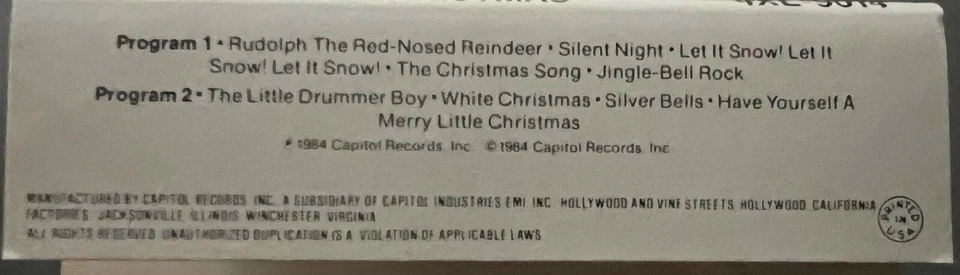 Program 1 • Rudolph The Red-Nosed Reindeer • Silent Night • Let It Snow! Let It
Snow! Let It Snow! • The Christmas Song • Jingle-Bell Rock
Program 2 • The Little Drummer Boy • White Christmas • Silver Bells • Have Yourself A
Merry Little Christmas
℗ 1984 Capitol Records, Inc. © 1984 Capitol Records, Inc.
MANUFACTURED BY CAPITOL RECORDS, INC. A SUBSIDIARY OF CAPITOL INDUSTRIES EMI, INC. HOLLYWOOD AND VINE STREETS, HOLLYWOOD, CALIFORNIA
FACTORIES: JACKSONVILLE, ILLINOIS WINCHESTER, VIRGINIA
ALL RIGHTS RESERVED. UNAUTHORIZED DUPLICATION IS A VIOLATION OF APPLICABLE LAWS.
PRINTED IN USA